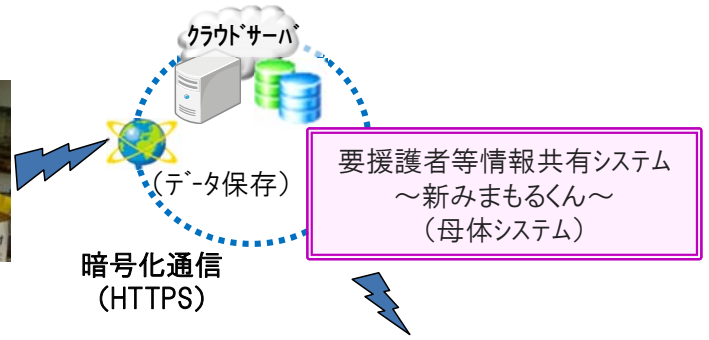 クラウドサーバ
(データ保存)
要援護者等情報共有システム
～新みまもるくん～
(母体システム)
暗号化通信
(HTTPS)